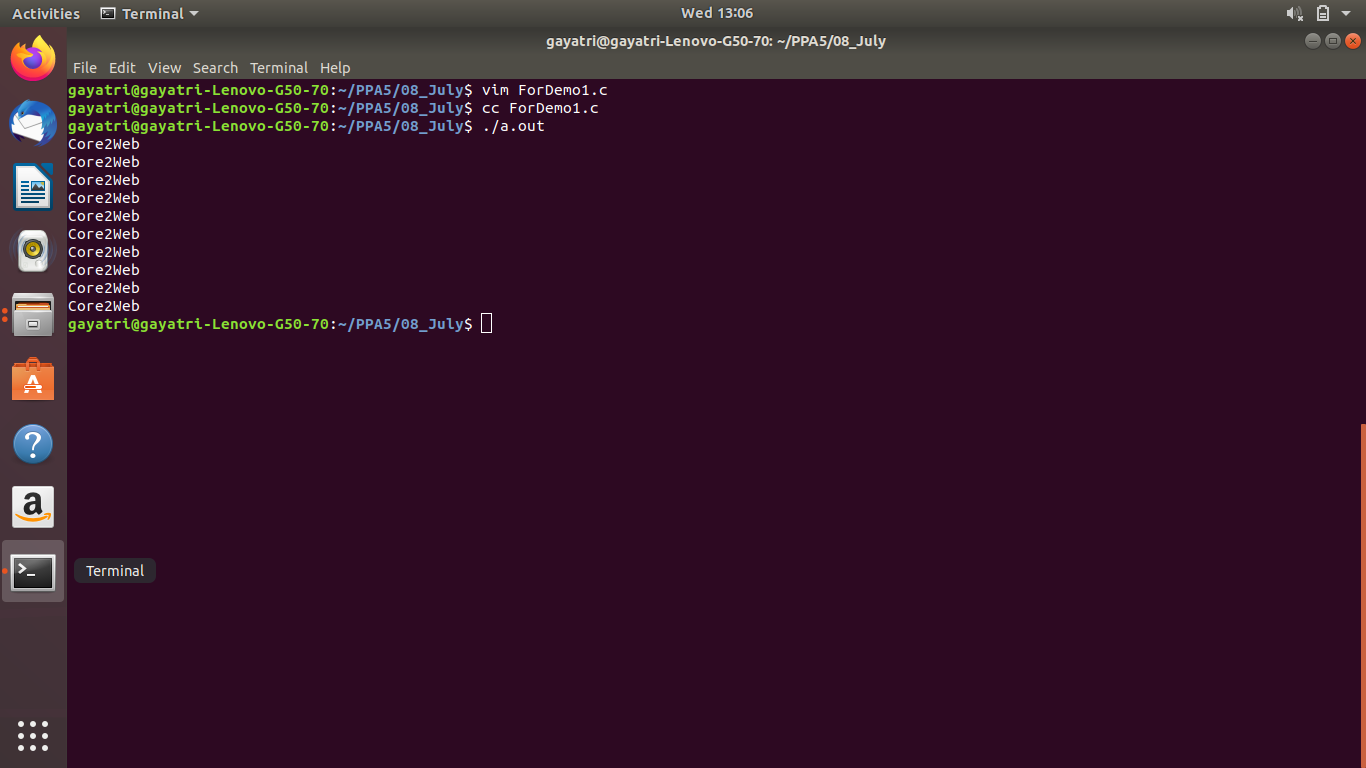 Activities Terminal Wed 13:06
gayatri@gayatri-Lenovo-G50-70: ~/PPA5/08_July
File Edit View Search Terminal Help
gayatri@gayatri-Lenovo-G50-70:~/PPA5/08_July$ vim ForDemo1.c
gayatri@gayatri-Lenovo-G50-70:~/PPA5/08_July$ cc ForDemo1.c
gayatri@gayatri-Lenovo-G50-70:~/PPA5/08_July$ ./a.out
Core2Web
Core2Web
Core2Web
Core2Web
Core2Web
Core2Web
Core2Web
Core2Web
Core2Web
Core2Web
gayatri@gayatri-Lenovo-G50-70:~/PPA5/08_July$
Terminal